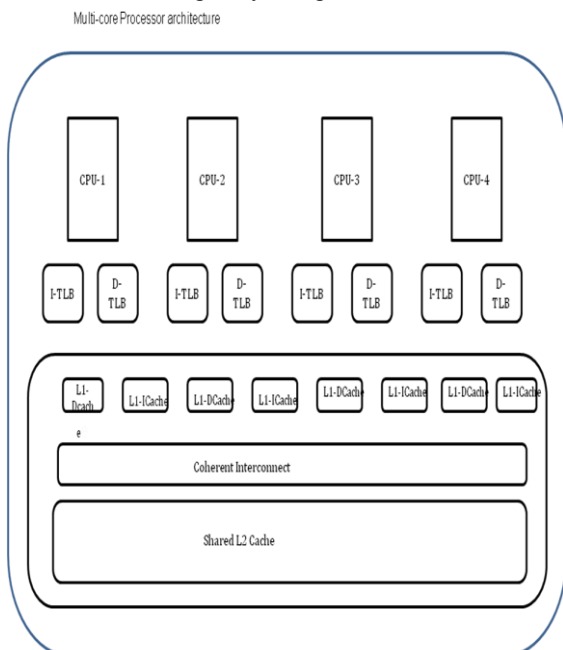 Multi-core Processor architecture
CPU-1
CPU-2
CPU-3
CPU-4
I-TLB
D-
TLB
I-TLB
D-
TLB
I-TLB
D-
TLB
I-TLB
D-
TLB
L1-
Dcach
e
L1-ICache
L1-DCache
L1-ICache
L1-DCache
L1-ICache
L1-DCache
L1-ICache
Coherent Interconnect
Shared L2 Cache